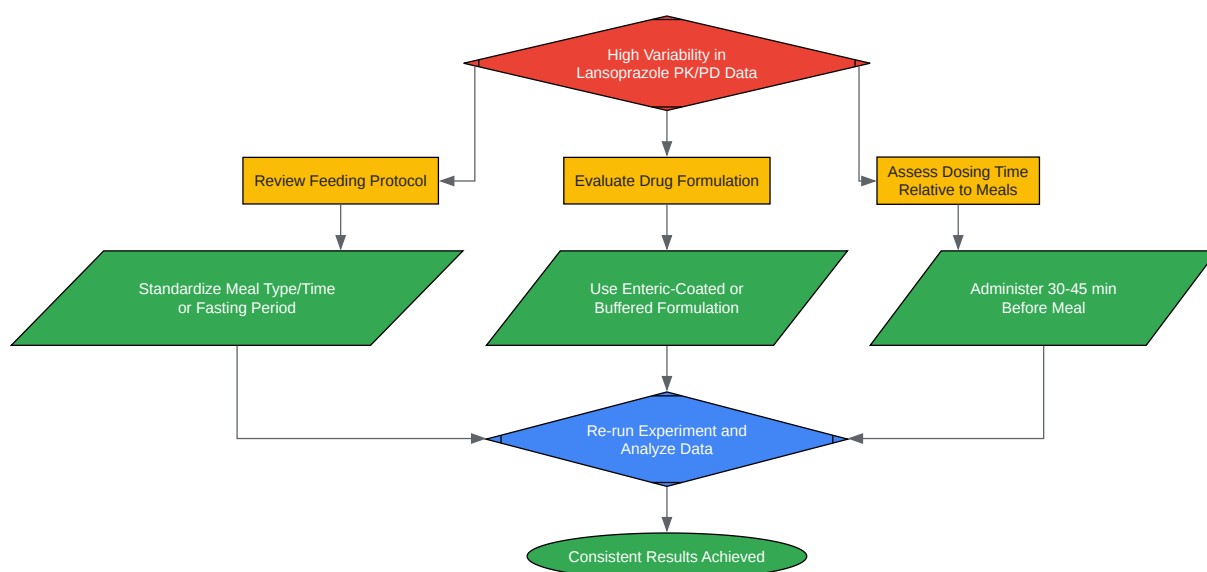 High Variability in
Lansoprazole PK/PD Data
Review Feeding Protocol
Evaluate Drug Formulation
Assess Dosing Time
Relative to Meals
Standardize Meal Type/Time
or Fasting Period
Use Enteric-Coated or
Buffered Formulation
Administer 30-45 min
Before Meal
Re-run Experiment and
Analyze Data
Consistent Results Achieved